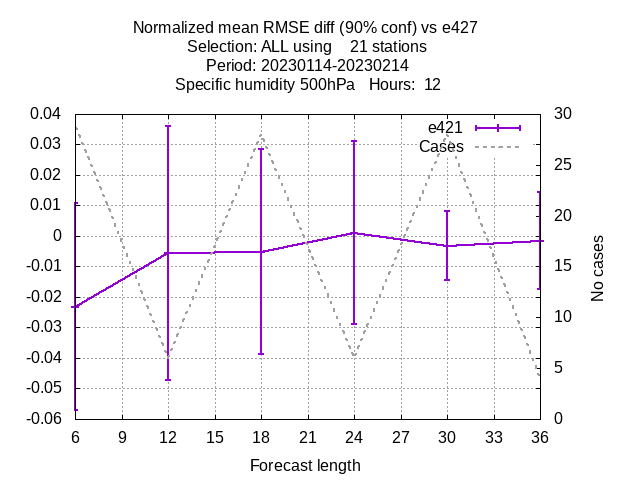 Normalized mean RMSE diff (90% conf) vs e427
Selection: ALL using    21 stations
Period: 20230114-20230214
Specific humidity 500hPa   Hours:  12
0.04
0.03
0.02
0.01
0
-0.01
-0.02
-0.03
-0.04
-0.05
-0.06
30
25
20
15
10
5
0
e421
Cases
No cases
6 9 12 15 18 21 24 27 30 33 36
Forecast length